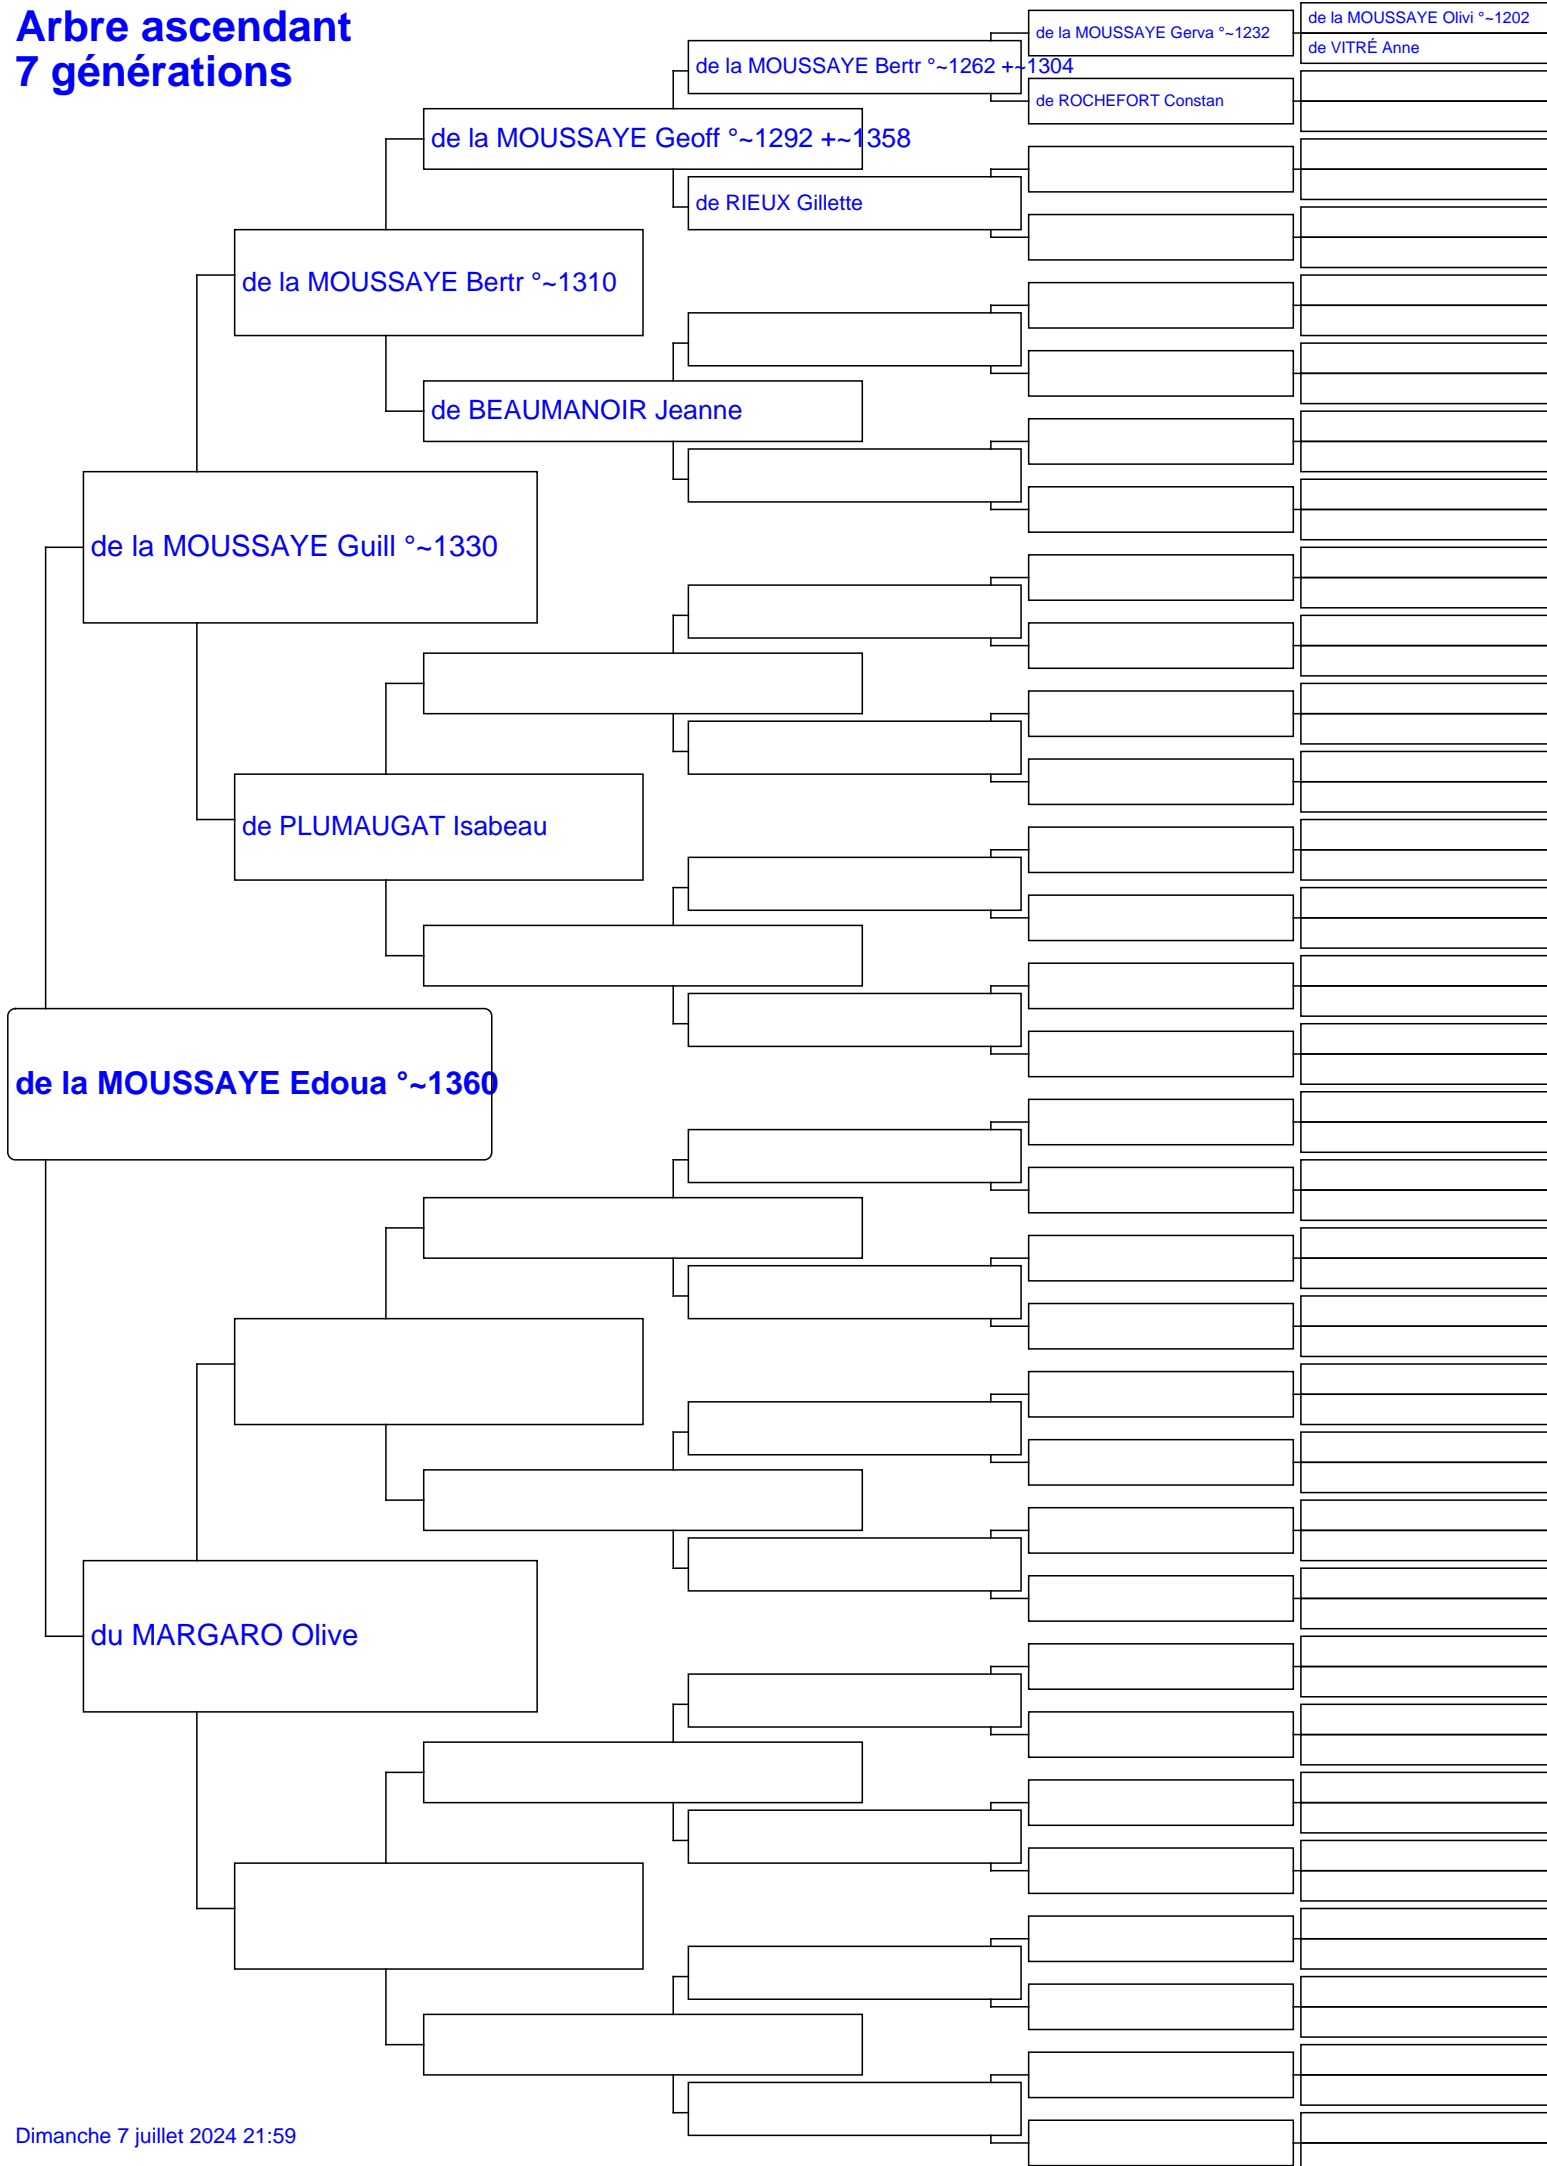 Arbre ascendant
7 générations
de la MOUSSAYE Olivi °~1202
de la MOUSSAYE Gerva °~1232
de VITRÉ Anne
de la MOUSSAYE Bertr °~1262 +~1304
de ROCHEFORT Constan
de la MOUSSAYE Geoff °~1292 +~1358
de RIEUX Gillette
de la MOUSSAYE Bertr °~1310
de BEAUMANOIR Jeanne
de la MOUSSAYE Guill °~1330
de PLUMAUGAT Isabeau
de la MOUSSAYE Edoua °~1360
du MARGARO Olive
Dimanche 7 juillet 2024 21:59